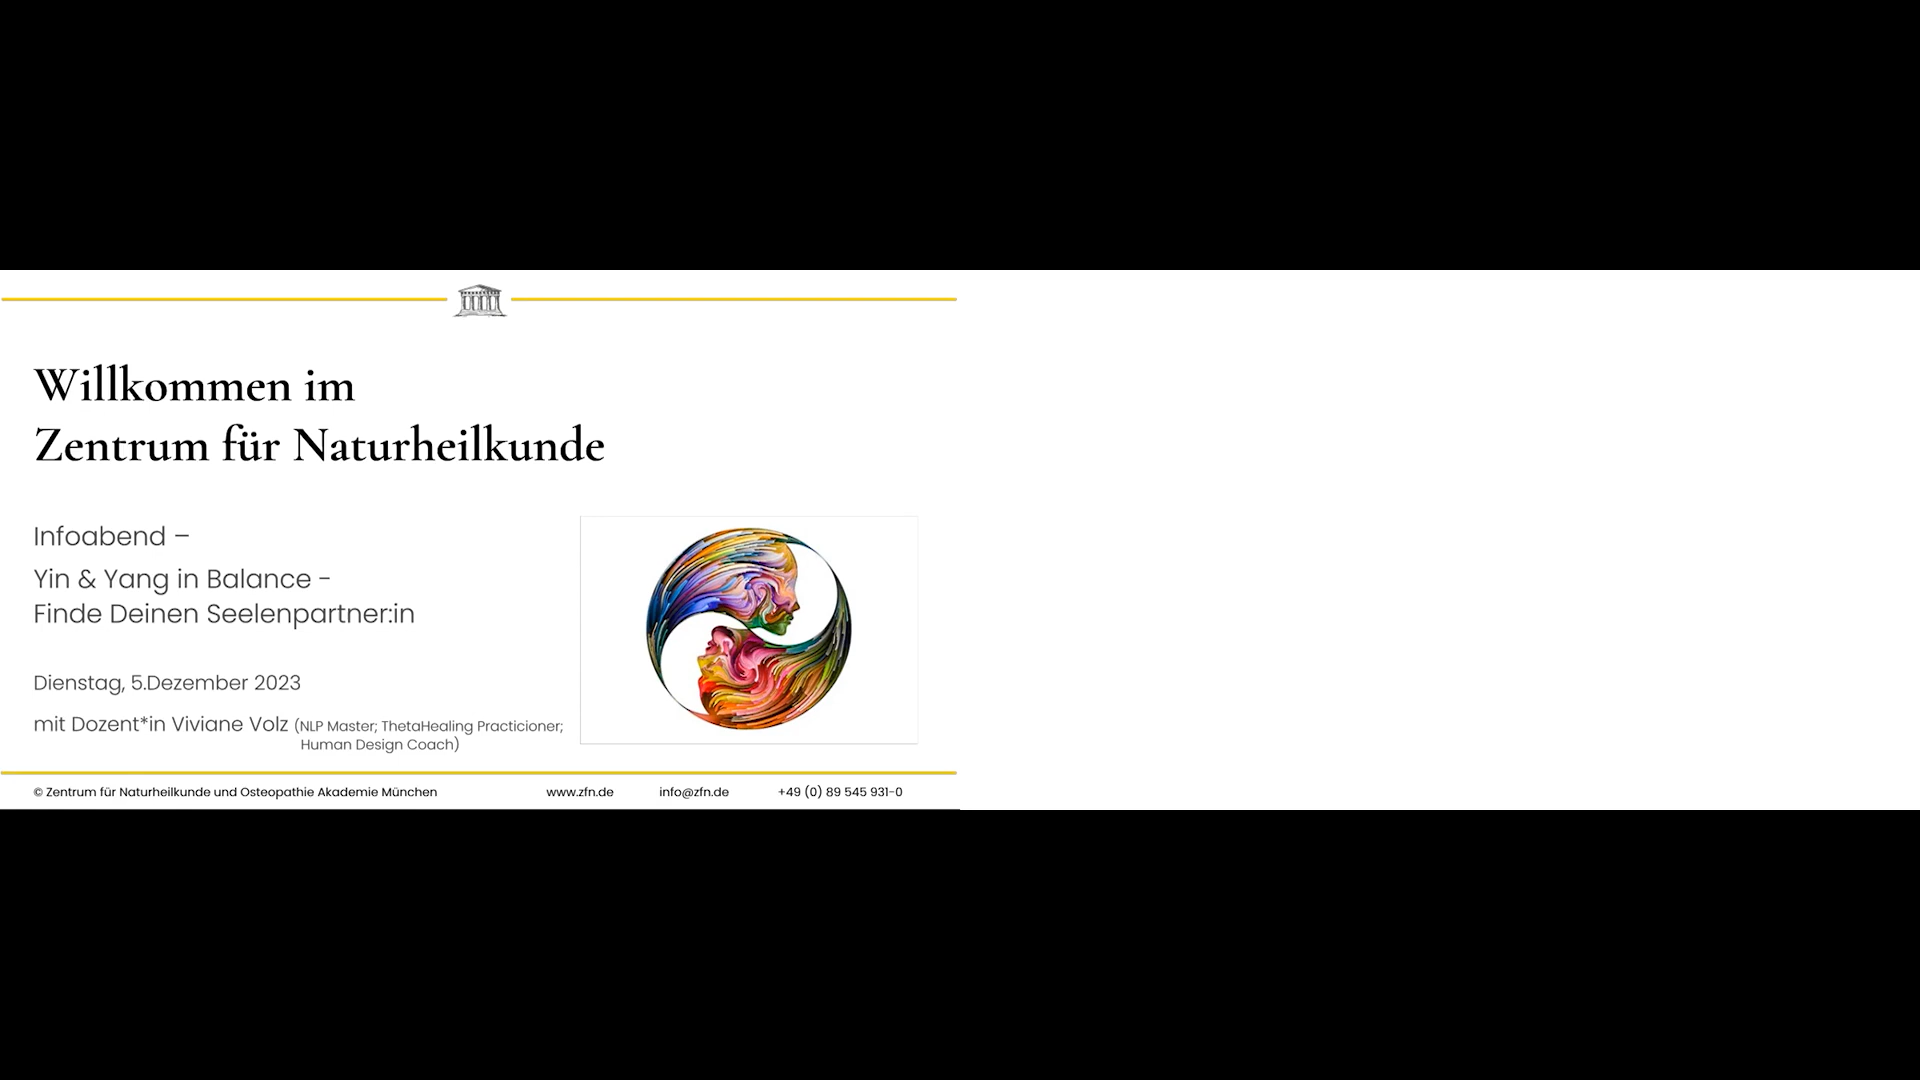 Willkommen im
Zentrum für Naturheilkunde
Infoabend –
Yin & Yang in Balance -
Finde Deinen Seelenpartner:in
Dienstag, 5.Dezember 2023
mit Dozent*in Viviane Volz (NLP Master; ThetaHealing Practicioner;
Human Design Coach)
© Zentrum für Naturheilkunde und Osteopathie Akademie München www.zfn.de info@zfn.de +49 (0) 89 545 931-0